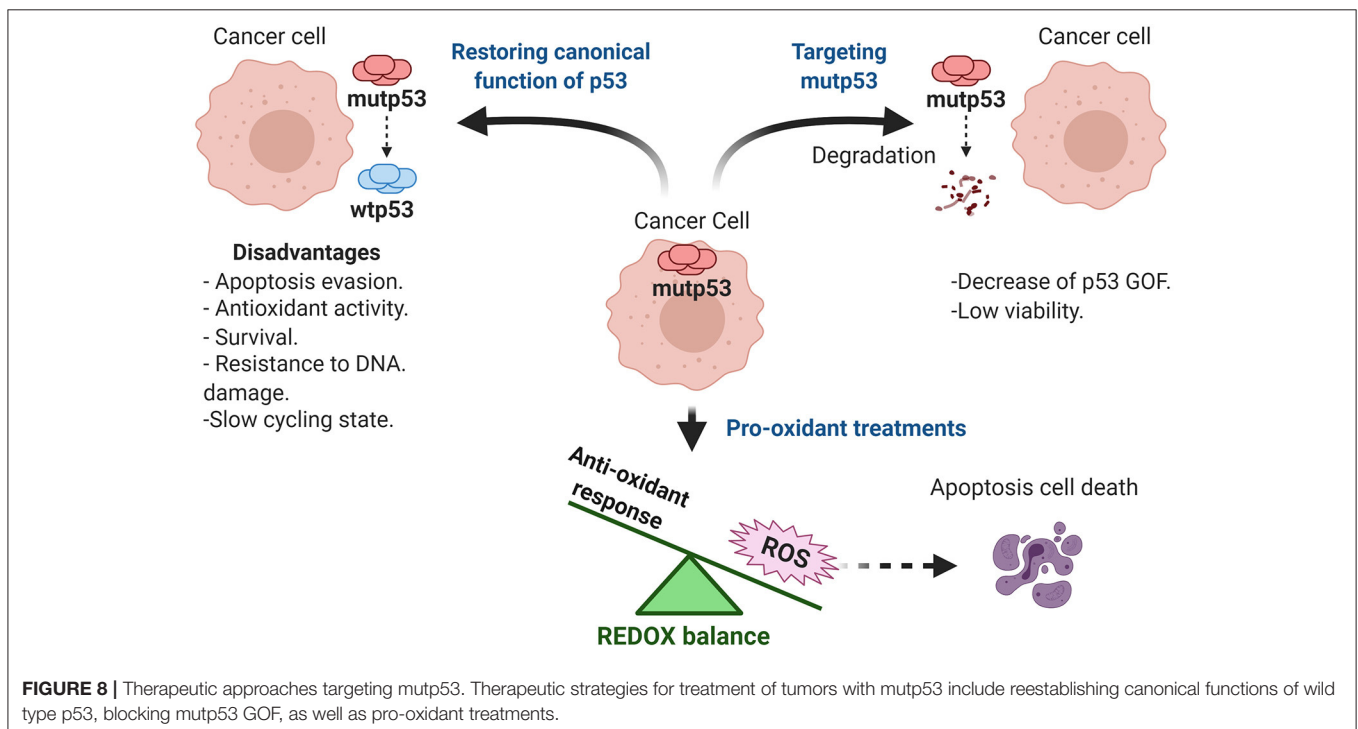 Cancer cell
mutp53
wtp53
Disadvantages
- Apoptosis evasion.
- Antioxidant activity.
- Survival.
- Resistance to DNA.
damage.
-Slow cycling state.
Restoring canonical
function of p53
Targeting
mutp53
Cancer cell
mutp53
Degradation
-Decrease of p53 GOF.
-Low viability.
Cancer Cell
mutp53
Pro-oxidant treatments
Anti-oxidant
response
ROS
REDOX balance
Apoptosis cell death
FIGURE 8 | Therapeutic approaches targeting mutp53. Therapeutic strategies for treatment of tumors with mutp53 include reestablishing canonical functions of wild
type p53, blocking mutp53 GOF, as well as pro-oxidant treatments.